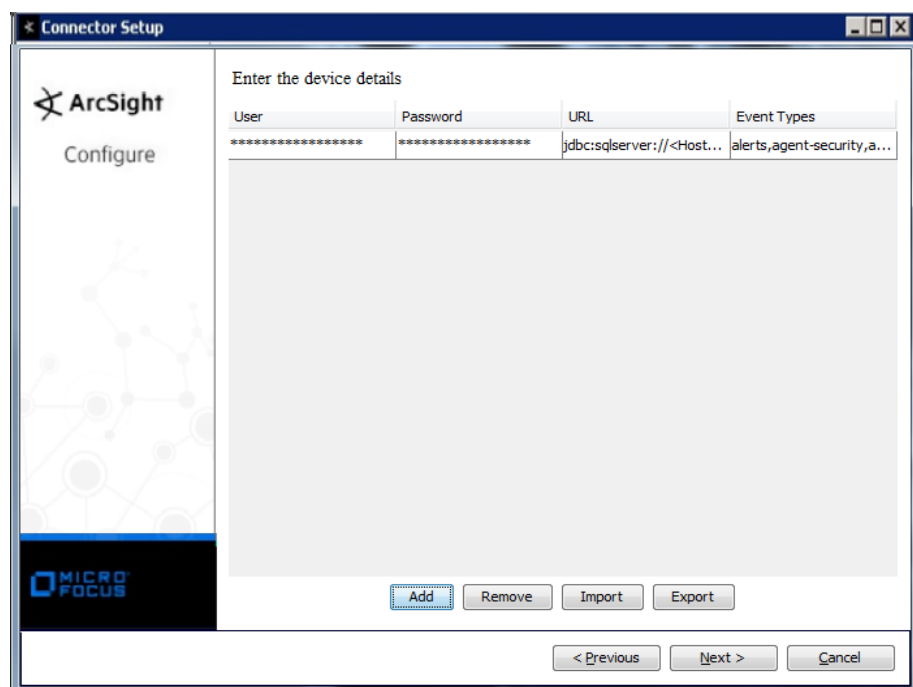 Connector Setup
ArcSight
Configure
MICRO
FOCUS
Enter the device details
User Password URL Event Types
***************** ***************** jdbc:sqlserver://<Host... alerts,agent-security,a...
Add Remove Import Export
< Previous Next > Cancel